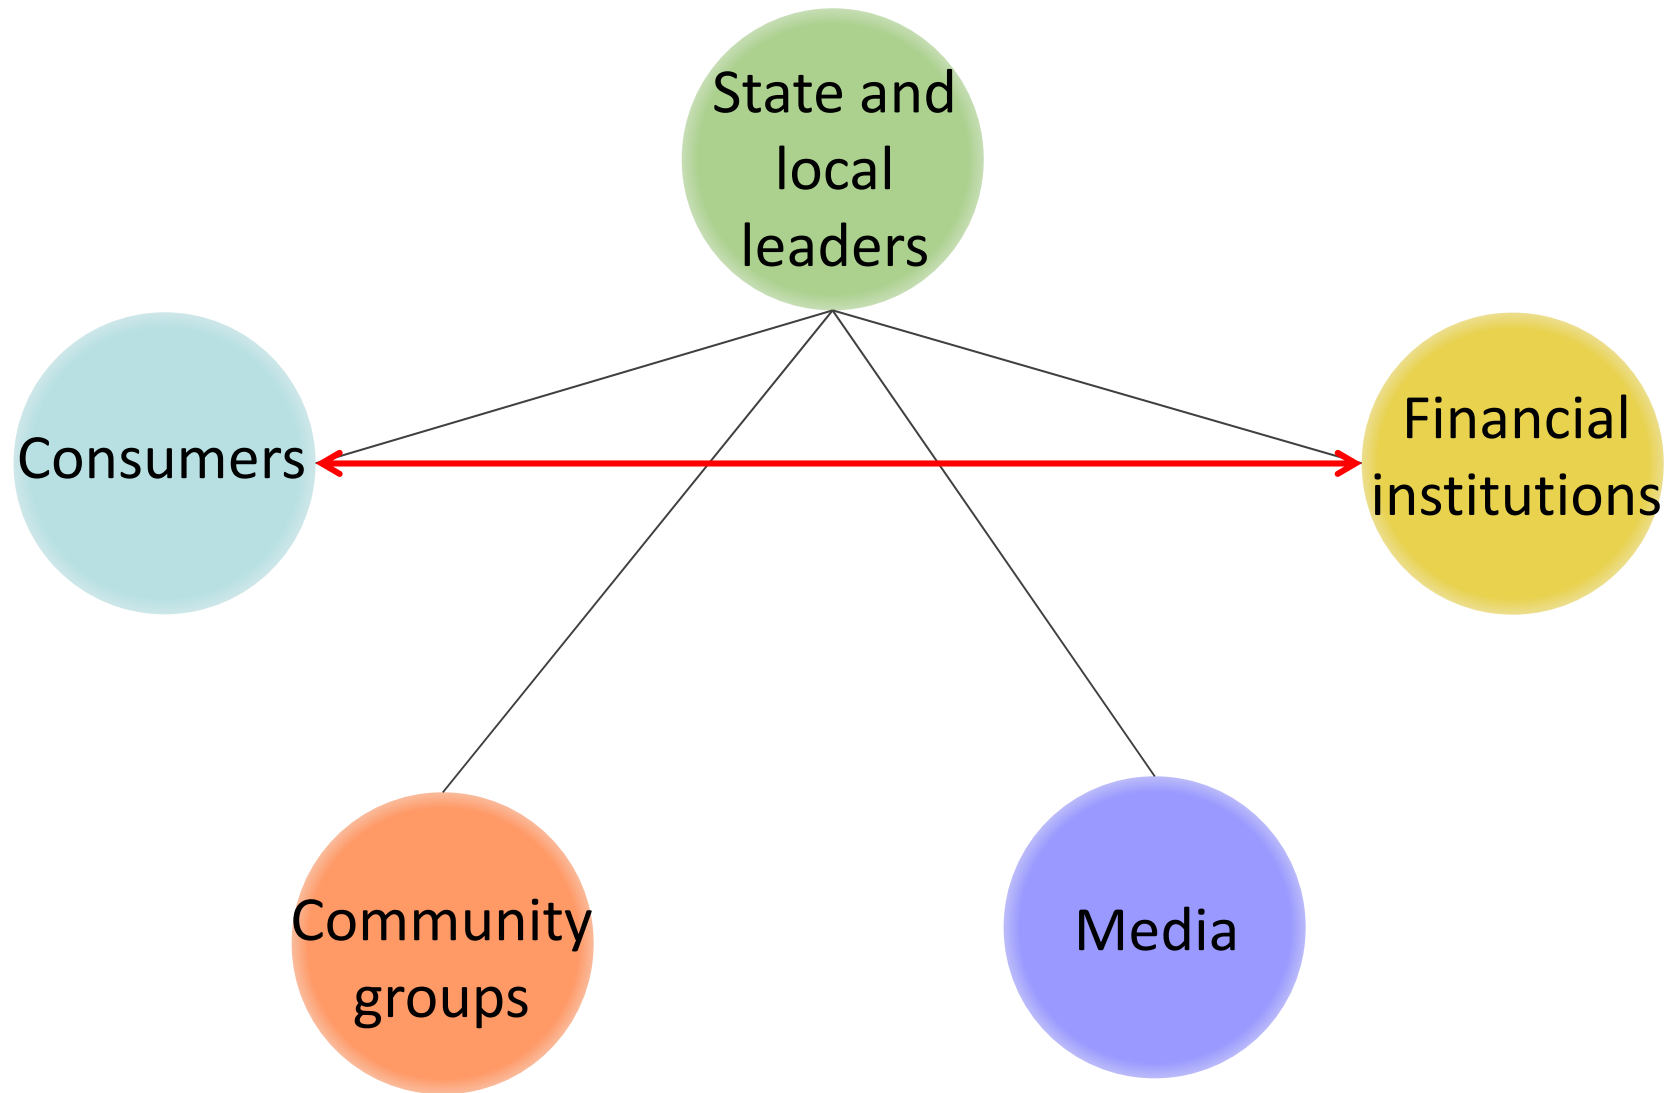 State and
local
leaders
Consumers
Financial
institutions
Community
groups
Media